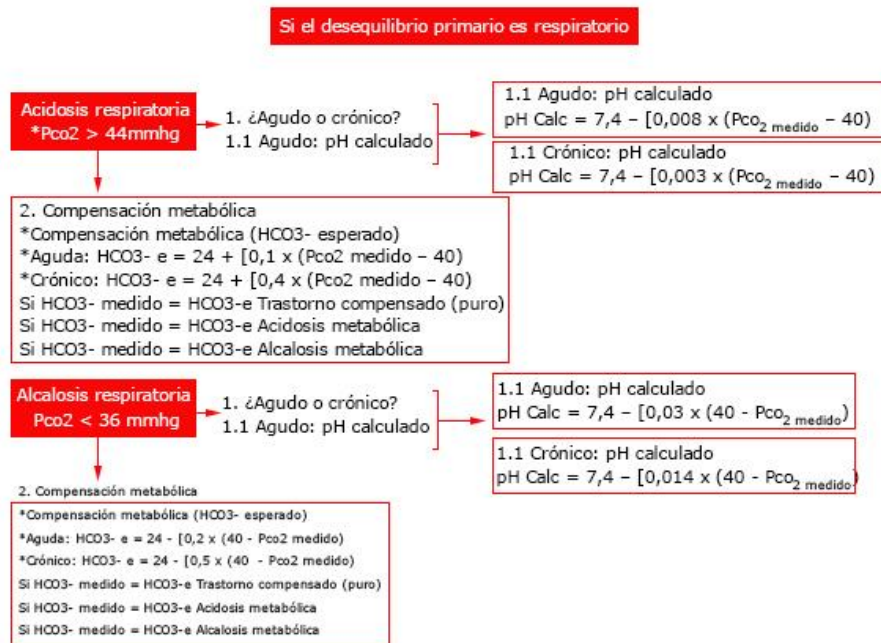 Si el desequilibrio primario es respiratorio
Acidosis respiratoria
*Pco2 > 44mmhg
1. ¿Agudo o crónico?
1.1 Agudo: pH calculado
1.1 Agudo: pH calculado
pH Calc = 7,4 – [0,008 x (Pco2 medido – 40)
1.1 Crónico: pH calculado
pH Calc = 7,4 – [0,003 x (Pco2 medido – 40)
2. Compensación metabólica
*Compensación metabólica (HCO3- esperado)
*Aguda: HCO3- e = 24 + [0,1 x (Pco2 medido – 40)
*Crónico: HCO3- e = 24 + [0,4 x (Pco2 medido – 40)
Si HCO3- medido = HCO3-e Trastorno compensado (puro)
Si HCO3- medido = HCO3-e Acidosis metabólica
Si HCO3- medido = HCO3-e Alcalosis metabólica
Alcalosis respiratoria
Pco2 < 36 mmhg
1. ¿Agudo o crónico?
1.1 Agudo: pH calculado
1.1 Agudo: pH calculado
pH Calc = 7,4 – [0,03 x (40 - Pco2 medido)
1.1 Crónico: pH calculado
pH Calc = 7,4 – [0,014 x (40 - Pco2 medido)
2. Compensación metabólica
*Compensación metabólica (HCO3- esperado)
*Aguda: HCO3- e = 24 - [0,2 x (40 - Pco2 medido)
*Crónico: HCO3- e = 24 - [0,5 x (40 - Pco2 medido)
Si HCO3- medido = HCO3-e Trastorno compensado (puro)
Si HCO3- medido = HCO3-e Acidosis metabólica
Si HCO3- medido = HCO3-e Alcalosis metabólica